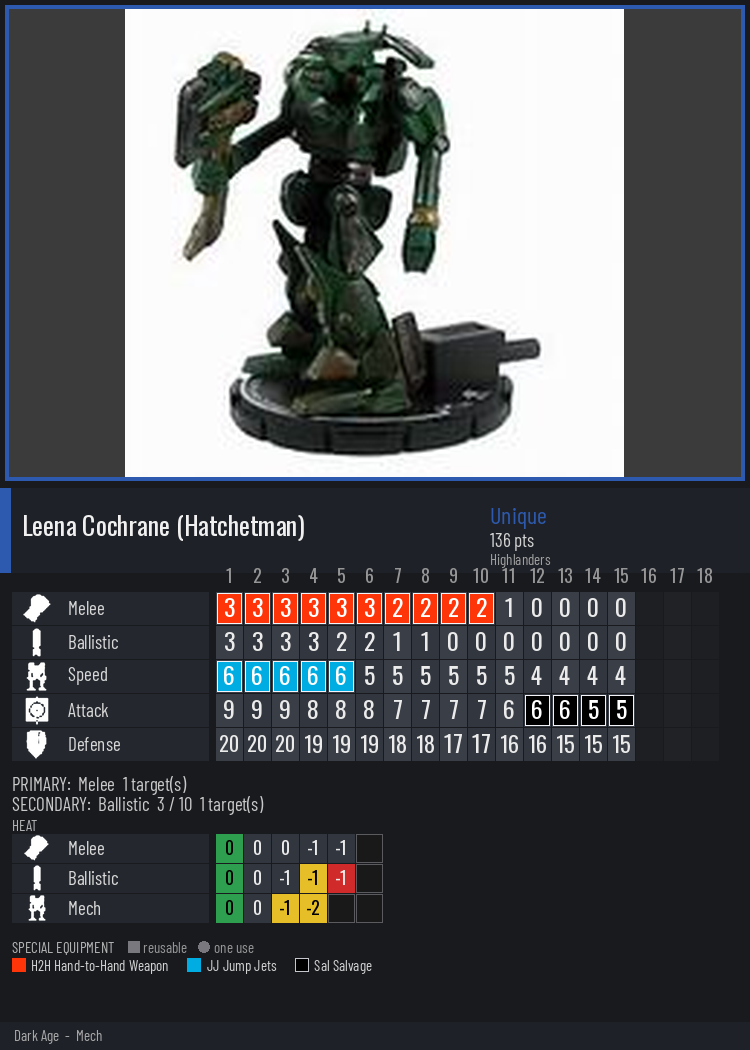 Leena Cochrane (Hatchetman)
Unique
136 pts
Highlanders
1 2 3 4 5 6 7 8 9 10 11 12 13 14 15 16 17 18
Melee 3 3 3 3 3 3 2 2 2 2 1 0 0 0 0
Ballistic 3 3 3 3 2 2 1 1 0 0 0 0 0 0 0
Speed 6 6 6 6 6 5 5 5 5 5 5 4 4 4 4
Attack 9 9 9 8 8 8 7 7 7 7 6 6 6 5 5
Defense 20 20 20 19 19 19 18 18 17 17 16 16 15 15 15
PRIMARY: Melee 1 target(s)
SECONDARY: Ballistic 3 / 10 1 target(s)
HEAT
Melee 0 0 0 -1 -1
Ballistic 0 0 -1 -1 -1
Mech 0 0 -1 -2
SPECIAL EQUIPMENT reusable one use
H2H Hand-to-Hand Weapon JJ Jump Jets Sal Salvage
Dark Age - Mech